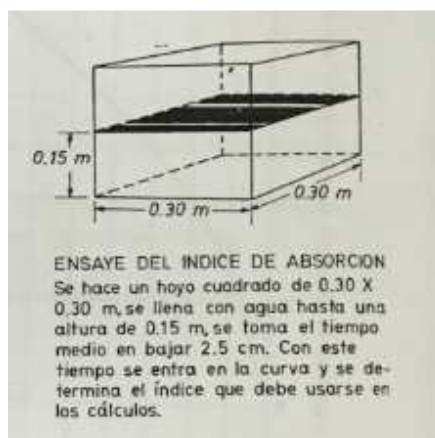 0.15 m
0.30 m
0.30 m
ENSAYE DEL INDICE DE ABSORCION
Se hace un hoyo cuadrado de 0.30 X
0.30 m, se llena con agua hasta una
altura de 0.15 m, se toma el tiempo
medio en bajar 2.5 cm. Con este
tiempo se entra en la curva y se de-
termina el índice que debe usarse en
los cálculos.